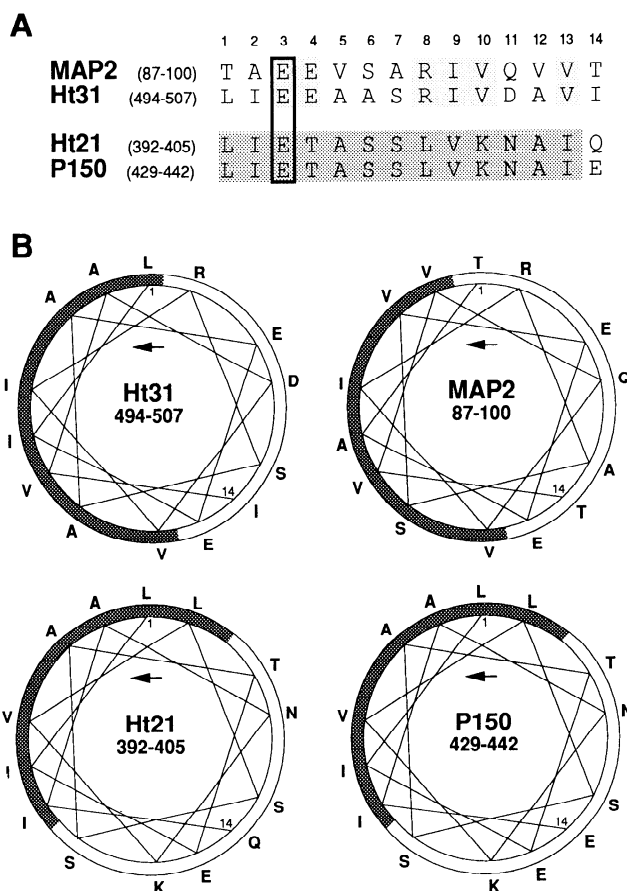 A
1 2 3 4 5 6 7 8 9 10 11 12 13 14
MAP2 (87-100) T A E E V S A R I V Q V V T
Ht31 (494-507) L I E E A A S R I V D A V I
Ht21 (392-405) L I E T A S S L V K N A I Q
P150 (429-442) L I E T A S S L V K N A I E
B
A L R
1
A
E
I D
Ht31
494-507
I
S
V
14
I
A
E
V
V T R
1
V
E
I Q
MAP2
87-100
A
A
V
14
T
S
E
V
A L L
1
A
T
V N
Ht21
392-405
I
S
I
14
Q
S
E
K
A L L
1
A
T
V N
P150
429-442
I
S
I
14
E
S
E
K